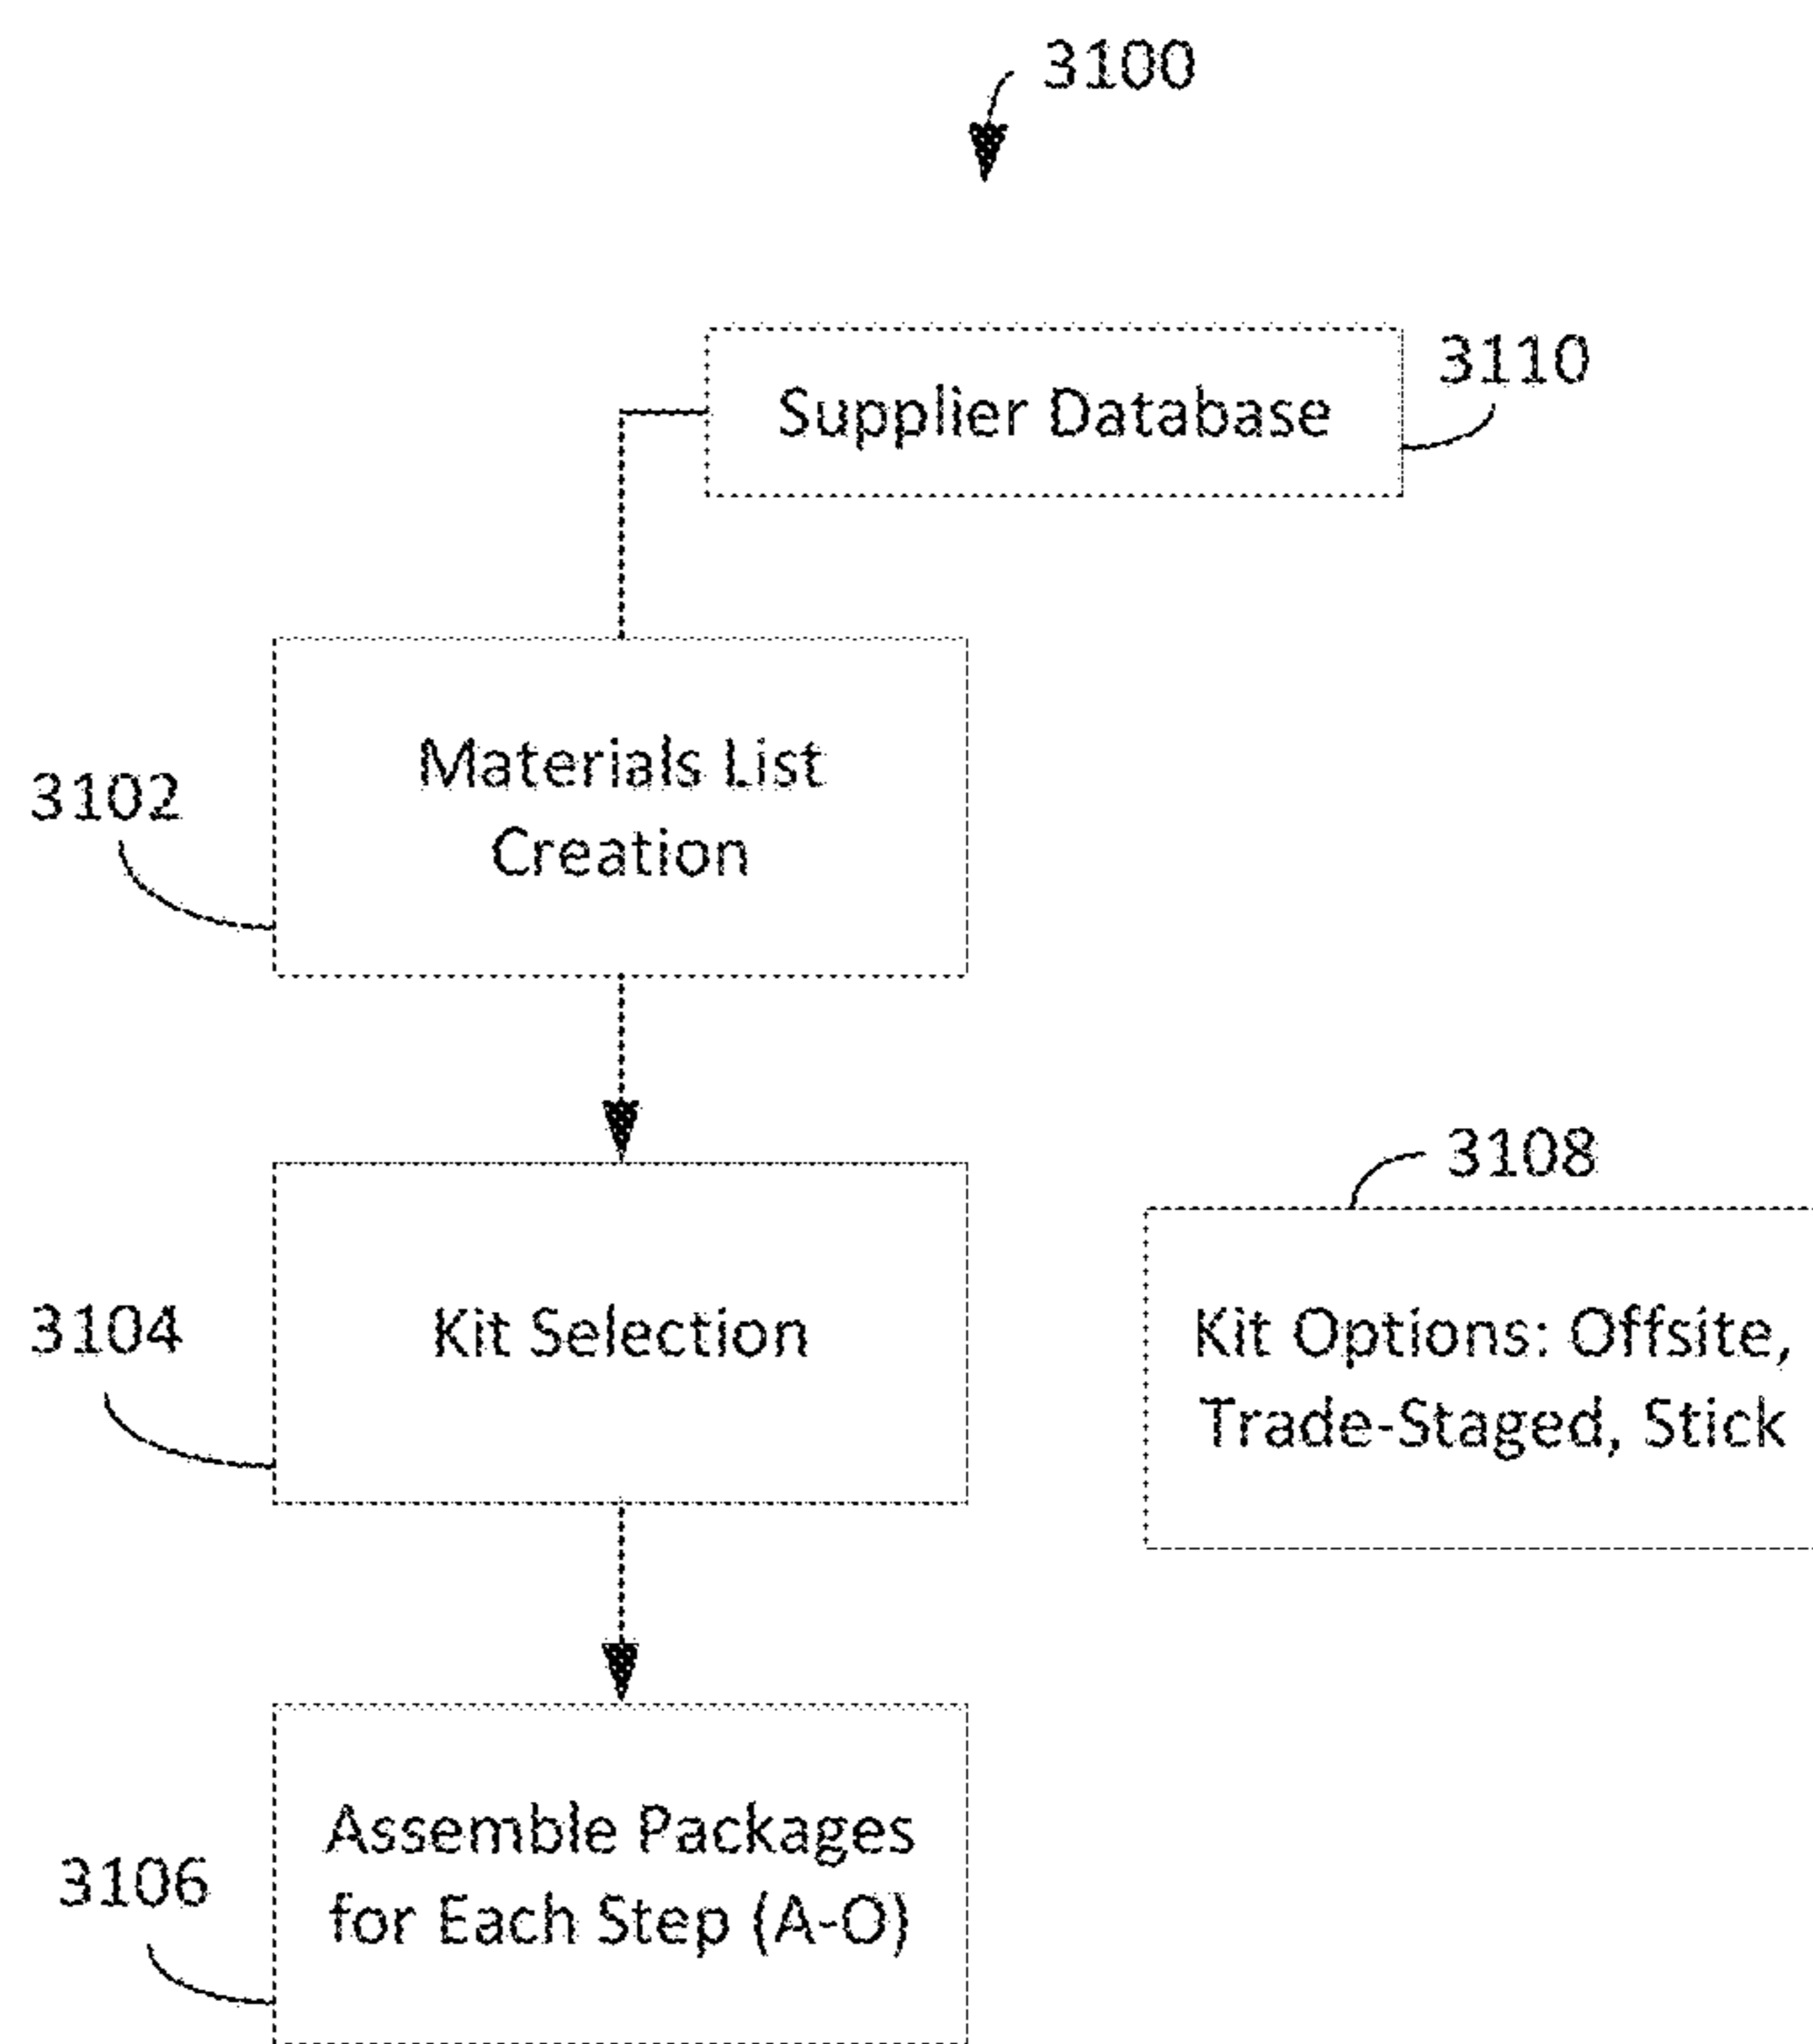 3100
3110
Supplier Database
Materials List
Creation
3102
3108
3104
Kit Selection
Kit Options: Offsite,
Trade-Staged, Stick
Assemble Packages
for Each Step (A-O)
3106